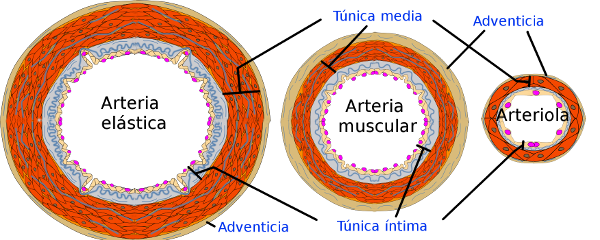 Túnica media
Adventicia
Arteria
elástica
Arteria
muscular
Arteriola
Adventicia
Túnica íntima